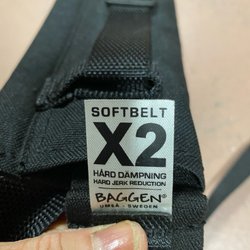 SOFTBELT
X2
HÅRD DÄMPNING
HARD JERK REDUCTION
BAGGEN®
UMEÅ - SWEDEN